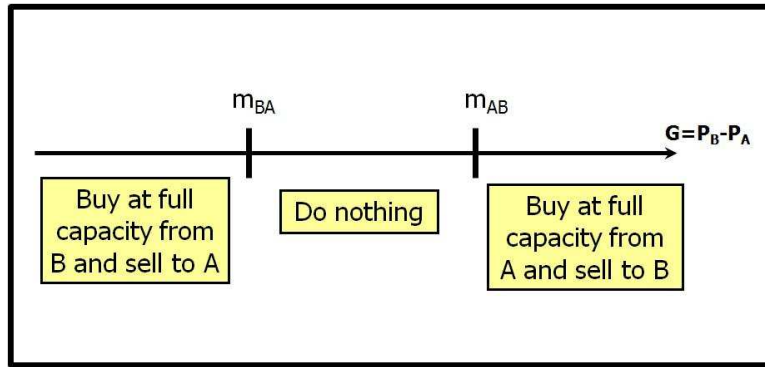 m_BA
m_AB
G=P_B-P_A
Buy at full
capacity from
B and sell to A
Do nothing
Buy at full
capacity from
A and sell to B